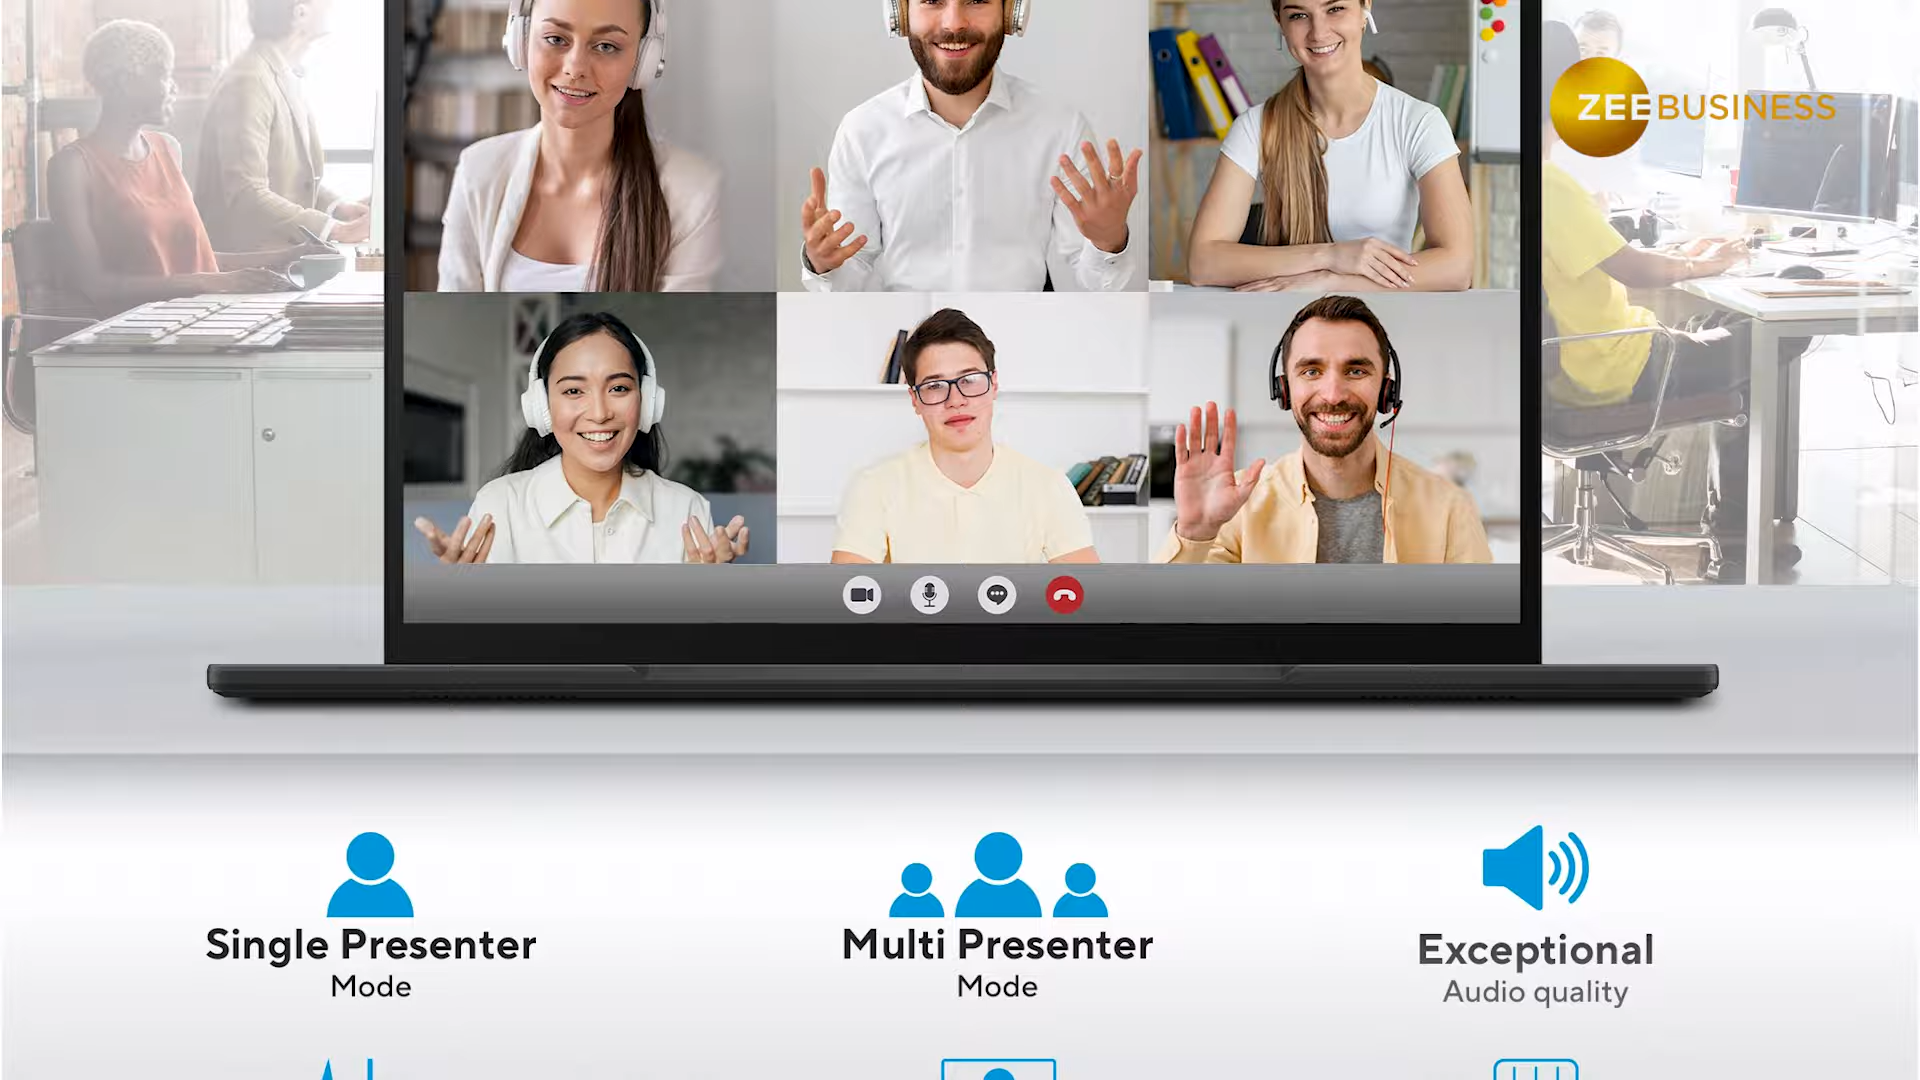 ZEEBUSINESS
Single Presenter
Mode
Multi Presenter
Mode
Exceptional
Audio quality